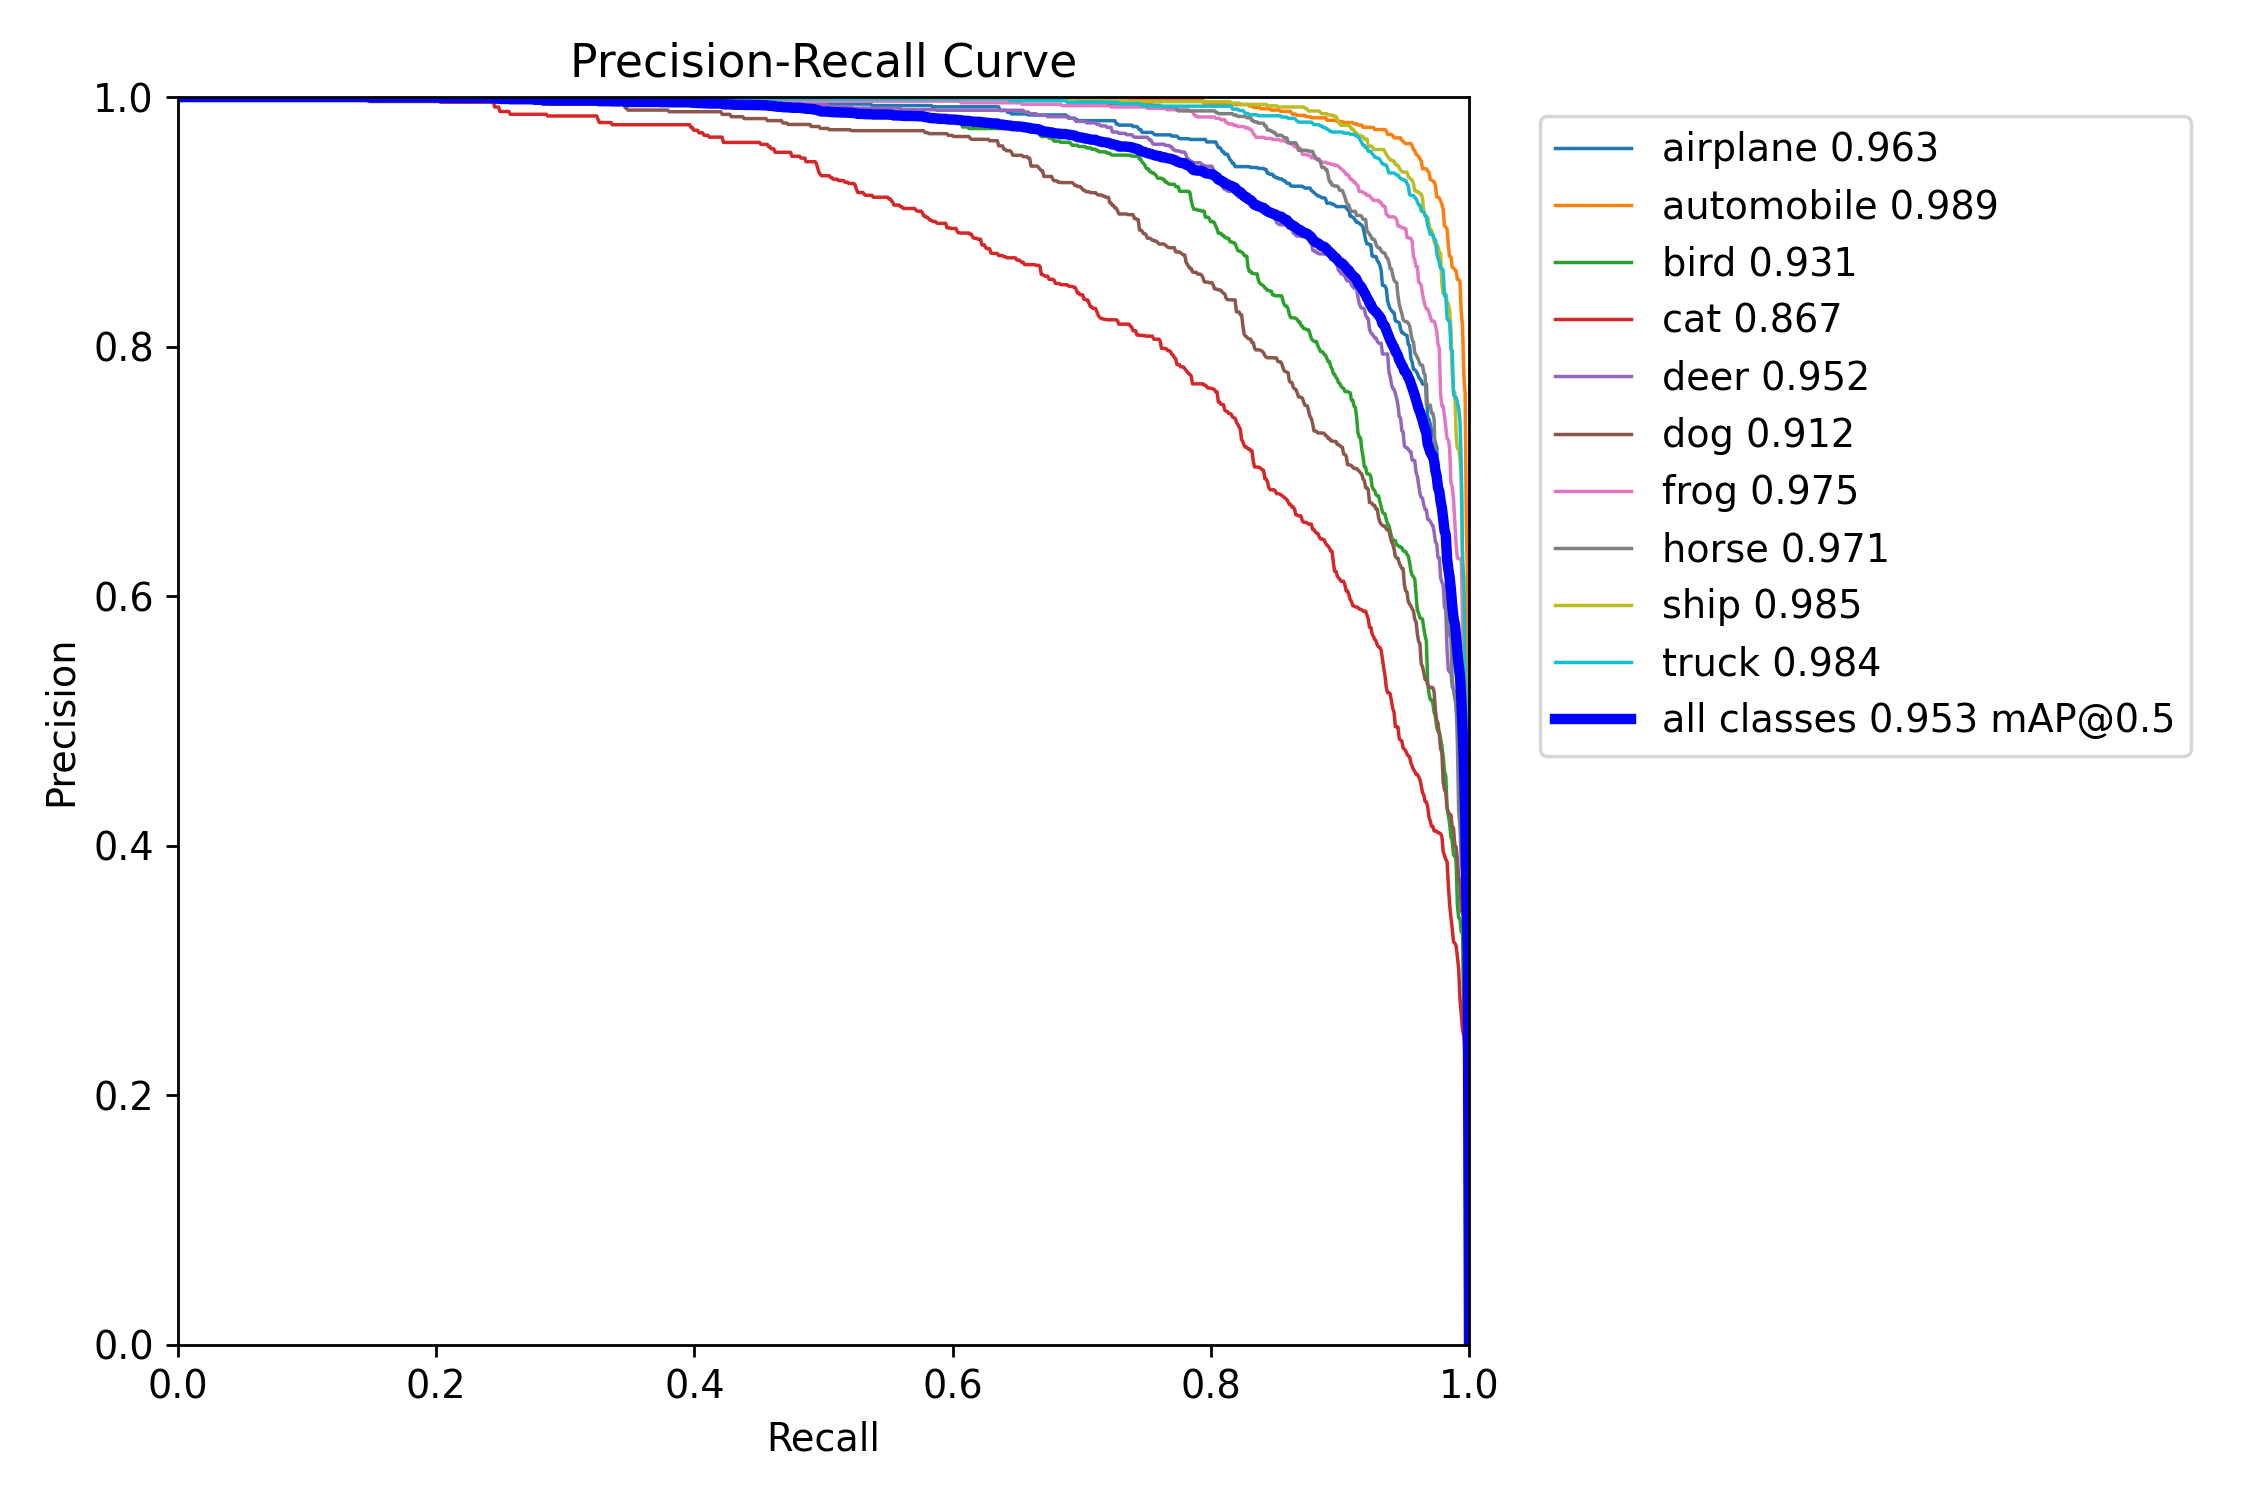 Precision-Recall Curve
1.0
0.8
0.6
0.4
0.2
0.0
Precision
0.0 0.2 0.4 0.6 0.8 1.0
Recall
airplane 0.963
automobile 0.989
bird 0.931
cat 0.867
deer 0.952
dog 0.912
frog 0.975
horse 0.971
ship 0.985
truck 0.984
all classes 0.953 mAP@0.5